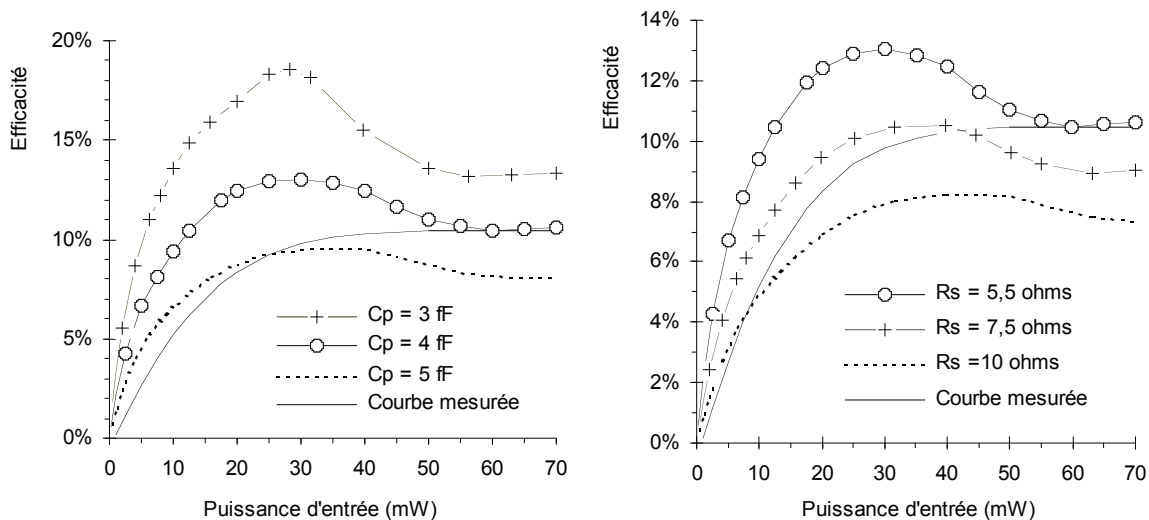 20%
15%
10%
5%
0%
Efficacité
Cp = 3 fF
Cp = 4 fF
Cp = 5 fF
Courbe mesurée
0 10 20 30 40 50 60 70
Puissance d'entrée (mW)
14%
12%
10%
8%
6%
4%
2%
0%
Efficacité
Rs = 5,5 ohms
Rs = 7,5 ohms
Rs =10 ohms
Courbe mesurée
0 10 20 30 40 50 60 70
Puissance d'entrée (mW)